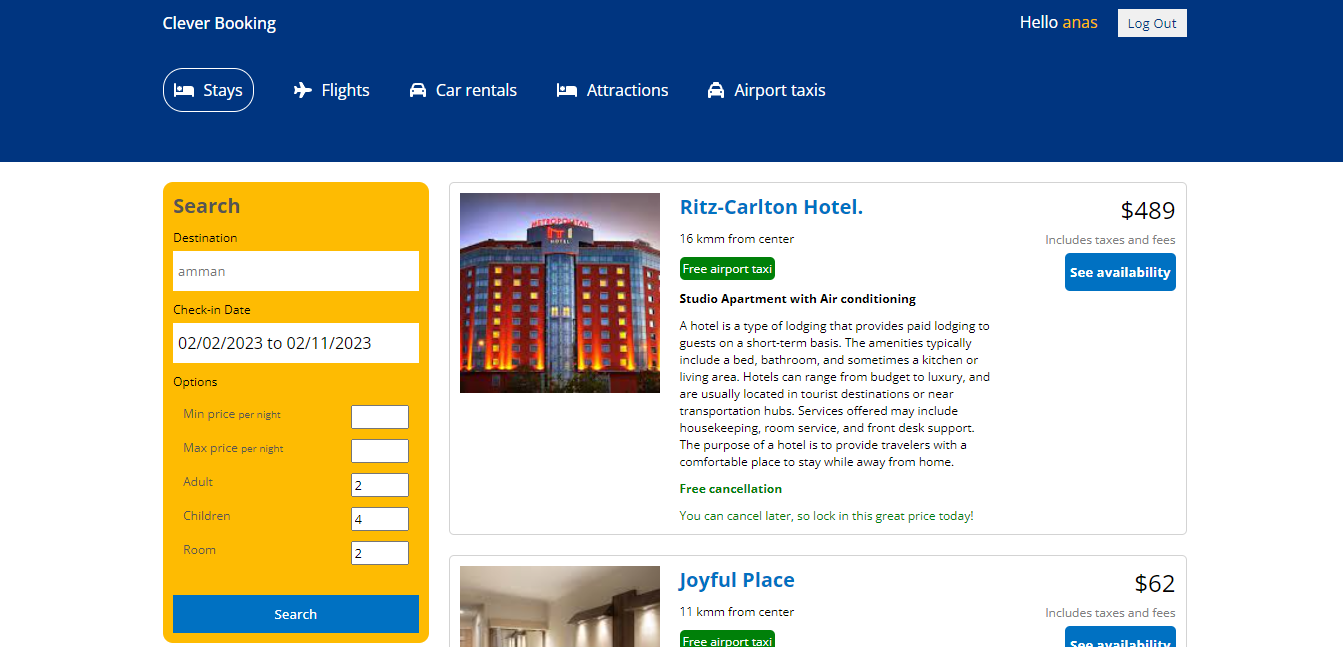 Clever Booking
Hello anas
Log Out
Stays
Flights
Car rentals
Attractions
Airport taxis
Search
Destination
amman
Check-in Date
02/02/2023 to 02/11/2023
Options
Min price per night
Max price per night
Adult
2
Children
4
Room
2
Search
METROPOLITAN
HOTEL
Ritz-Carlton Hotel.
16 kmm from center
Free airport taxi
Studio Apartment with Air conditioning
A hotel is a type of lodging that provides paid lodging to
guests on a short-term basis. The amenities typically
include a bed, bathroom, and sometimes a kitchen or
living area. Hotels can range from budget to luxury, and
are usually located in tourist destinations or near
transportation hubs. Services offered may include
housekeeping, room service, and front desk support.
The purpose of a hotel is to provide travelers with a
comfortable place to stay while away from home.
Free cancellation
You can cancel later, so lock in this great price today!
$489
Includes taxes and fees
See availability
Joyful Place
11 kmm from center
Free airport taxi
$62
Includes taxes and fees
See availability